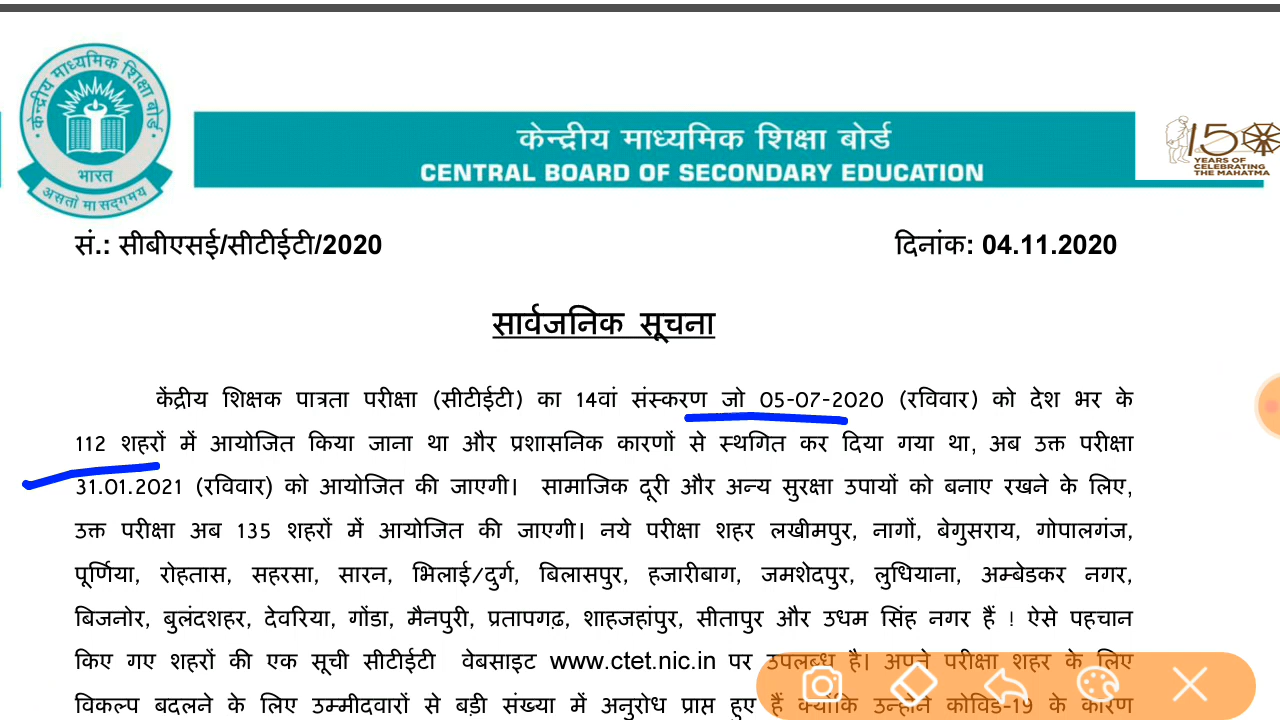 केन्द्रीय माध्यमिक शिक्षा बोर्ड
भारत
असतो मा सद्गमय
केन्द्रीय माध्यमिक शिक्षा बोर्ड
CENTRAL BOARD OF SECONDARY EDUCATION
150
YEARS OF
CELEBRATING
THE MAHATMA
सं.: सीबीएसई/सीटीईटी/2020
दिनांक: 04.11.2020
सार्वजनिक सूचना
केंद्रीय शिक्षक पात्रता परीक्षा (सीटीईटी) का 14वां संस्करण जो 05-07-2020 (रविवार) को देश भर के
112 शहरों में आयोजित किया जाना था और प्रशासनिक कारणों से स्थगित कर दिया गया था, अब उक्त परीक्षा
31.01.2021 (रविवार) को आयोजित की जाएगी। सामाजिक दूरी और अन्य सुरक्षा उपायों को बनाए रखने के लिए,
उक्त परीक्षा अब 135 शहरों में आयोजित की जाएगी। नये परीक्षा शहर लखीमपुर, नागों, बेगुसराय, गोपालगंज,
पूर्णिया, रोहतास, सहरसा, सारन, भिलाई/दुर्ग, बिलासपुर, हजारीबाग, जमशेदपुर, लुधियाना, अम्बेडकर नगर,
बिजनोर, बुलंदशहर, देवरिया, गोंडा, मैनपुरी, प्रतापगढ़, शाहजहांपुर, सीतापुर और उधम सिंह नगर हैं ! ऐसे पहचान
किए गए शहरों की एक सूची सीटीईटी वेबसाइट www.ctet.nic.in पर उपलब्ध है। अपने परीक्षा शहर के लिए
विकल्प बदलने के लिए उम्मीदवारों से बड़ी संख्या में अनुरोध प्राप्त हुए हैं क्योंकि उन्होंने कोविड-19 के कारण